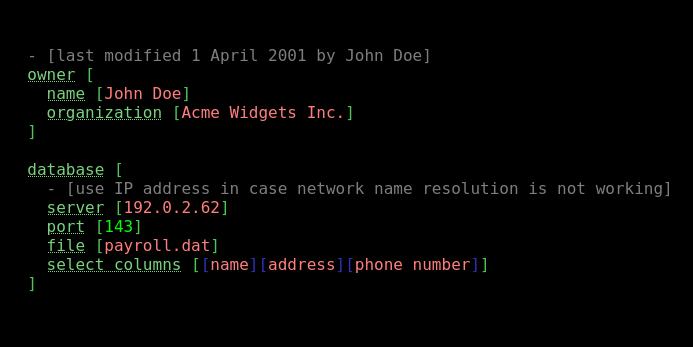 - [last modified 1 April 2001 by John Doe]
owner [
  name [John Doe]
  organization [Acme Widgets Inc.]
]

database [
  - [use IP address in case network name resolution is not working]
  server [192.0.2.62]
  port [143]
  file [payroll.dat]
  select columns [[name][address][phone number]]
]